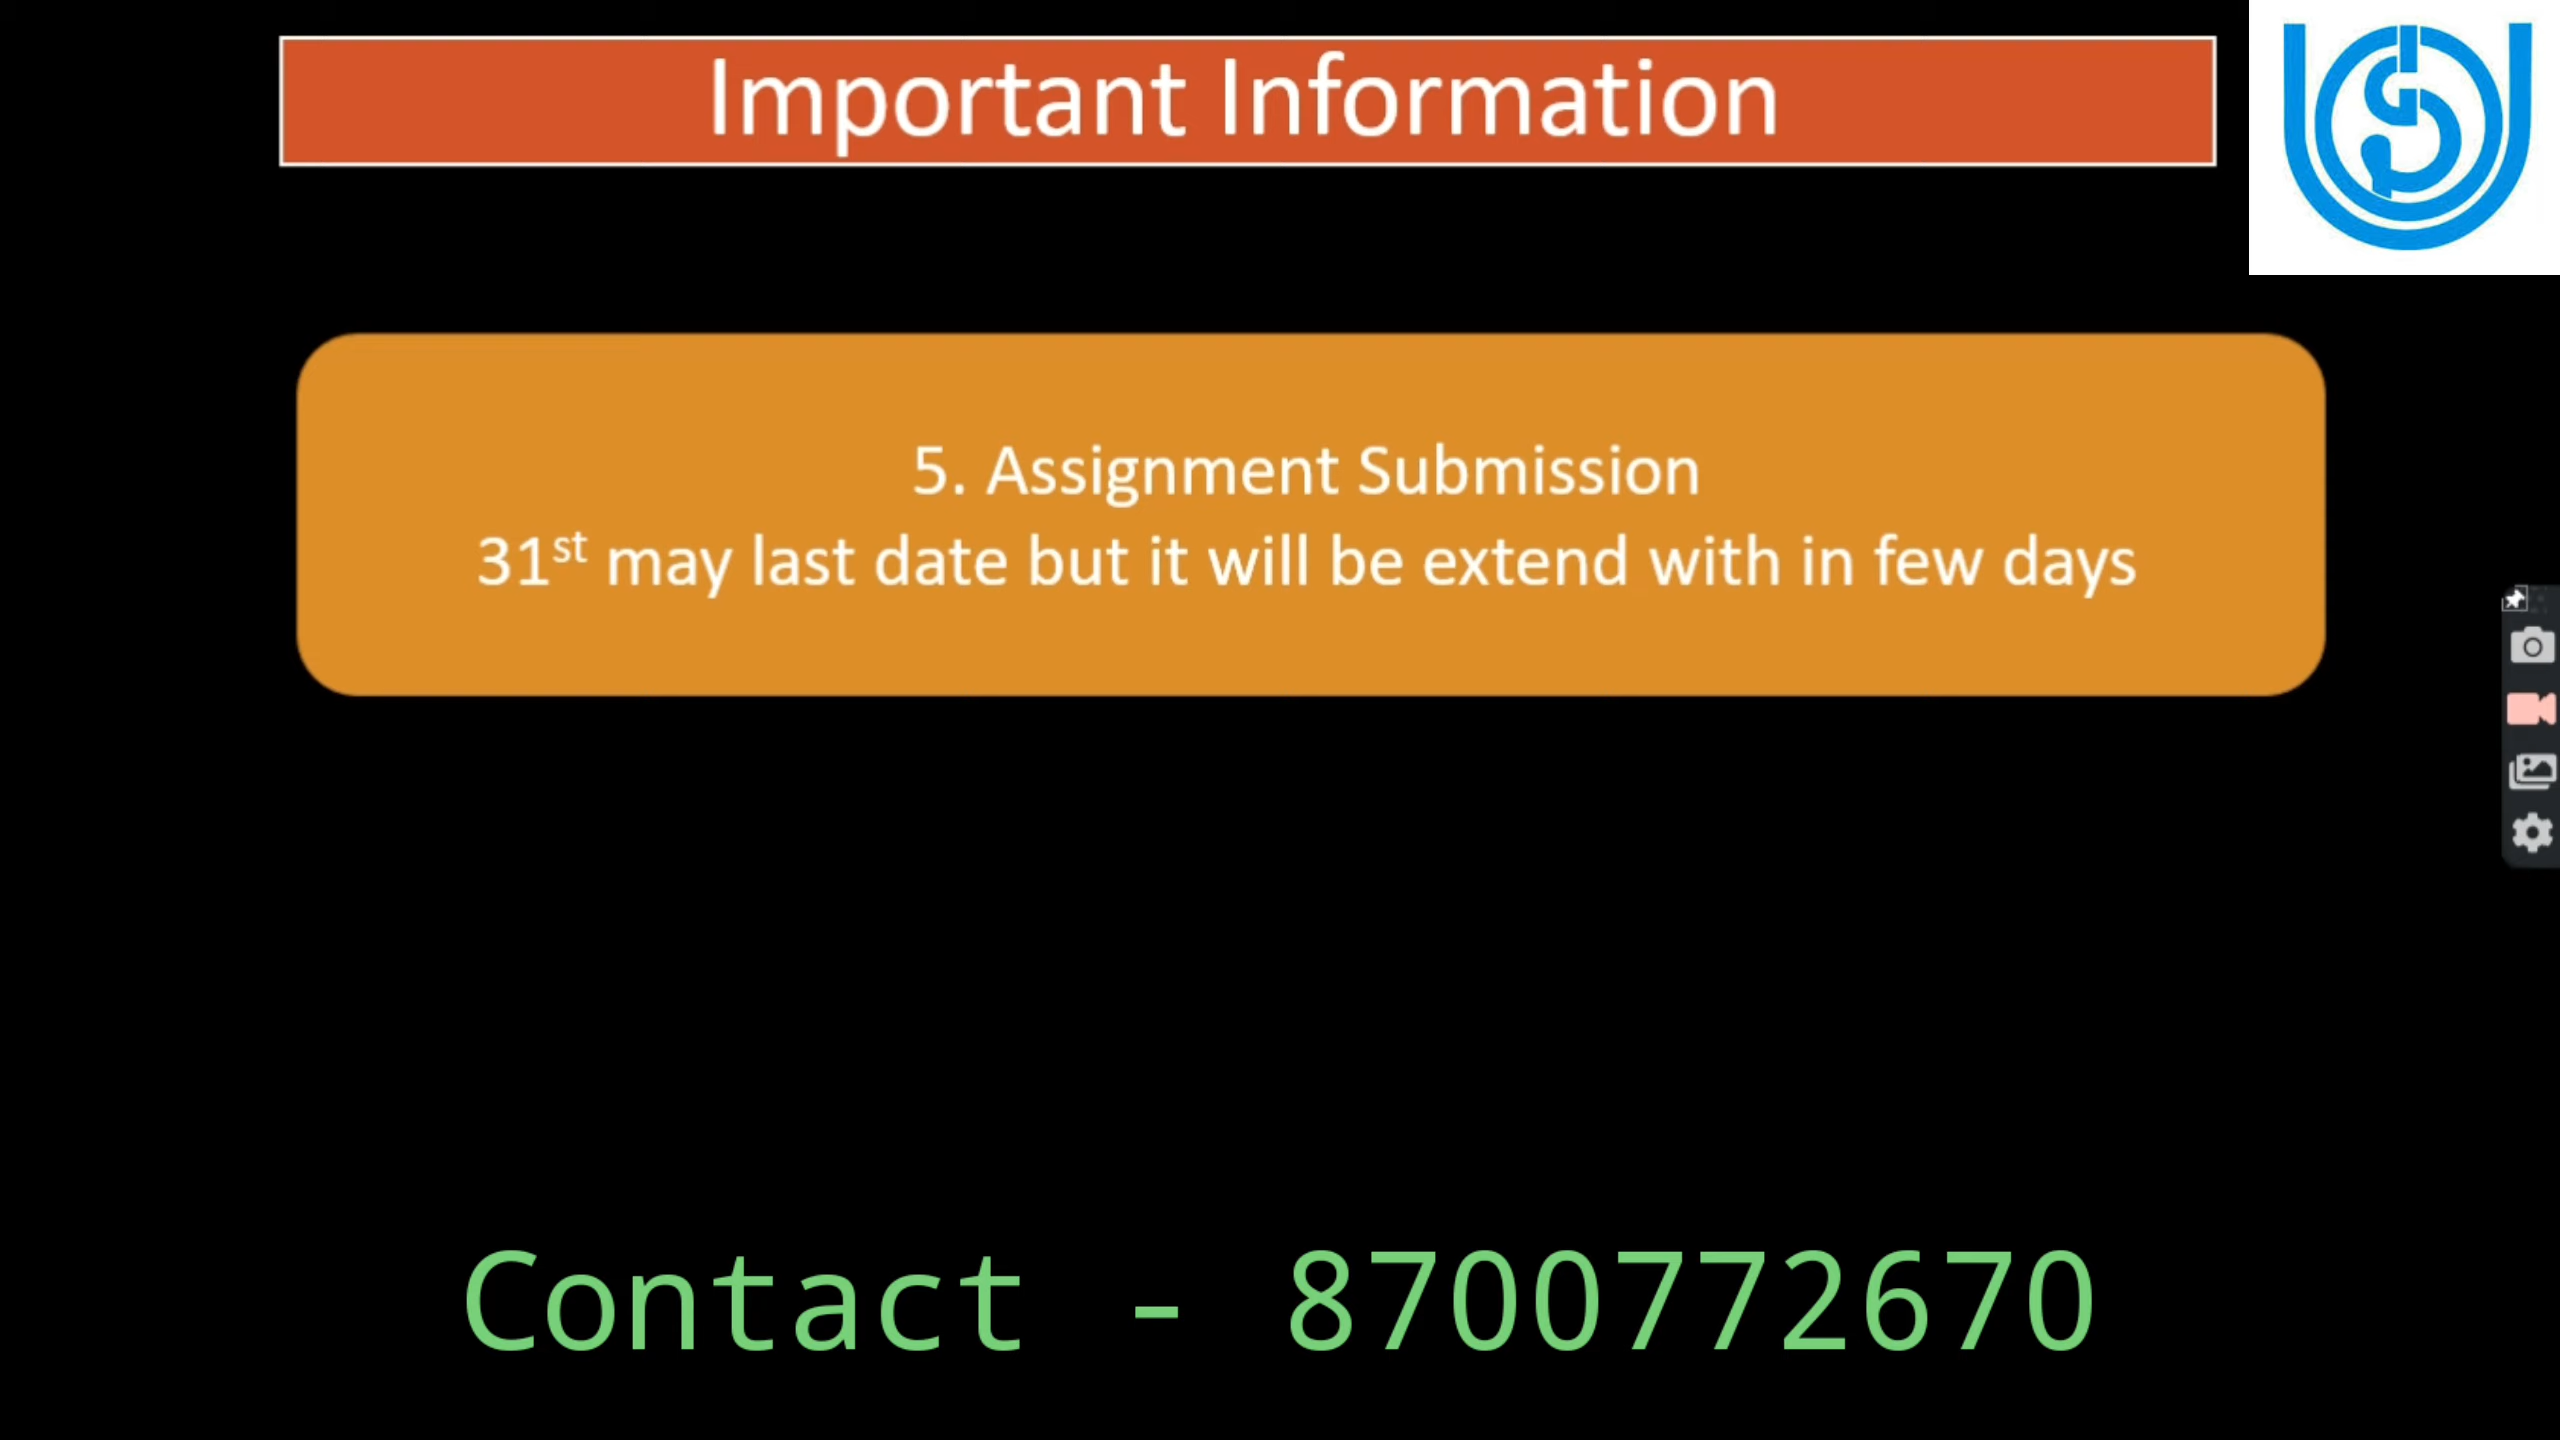 Important Information
5. Assignment Submission
31st may last date but it will be extend with in few days
Contact - 8700772670